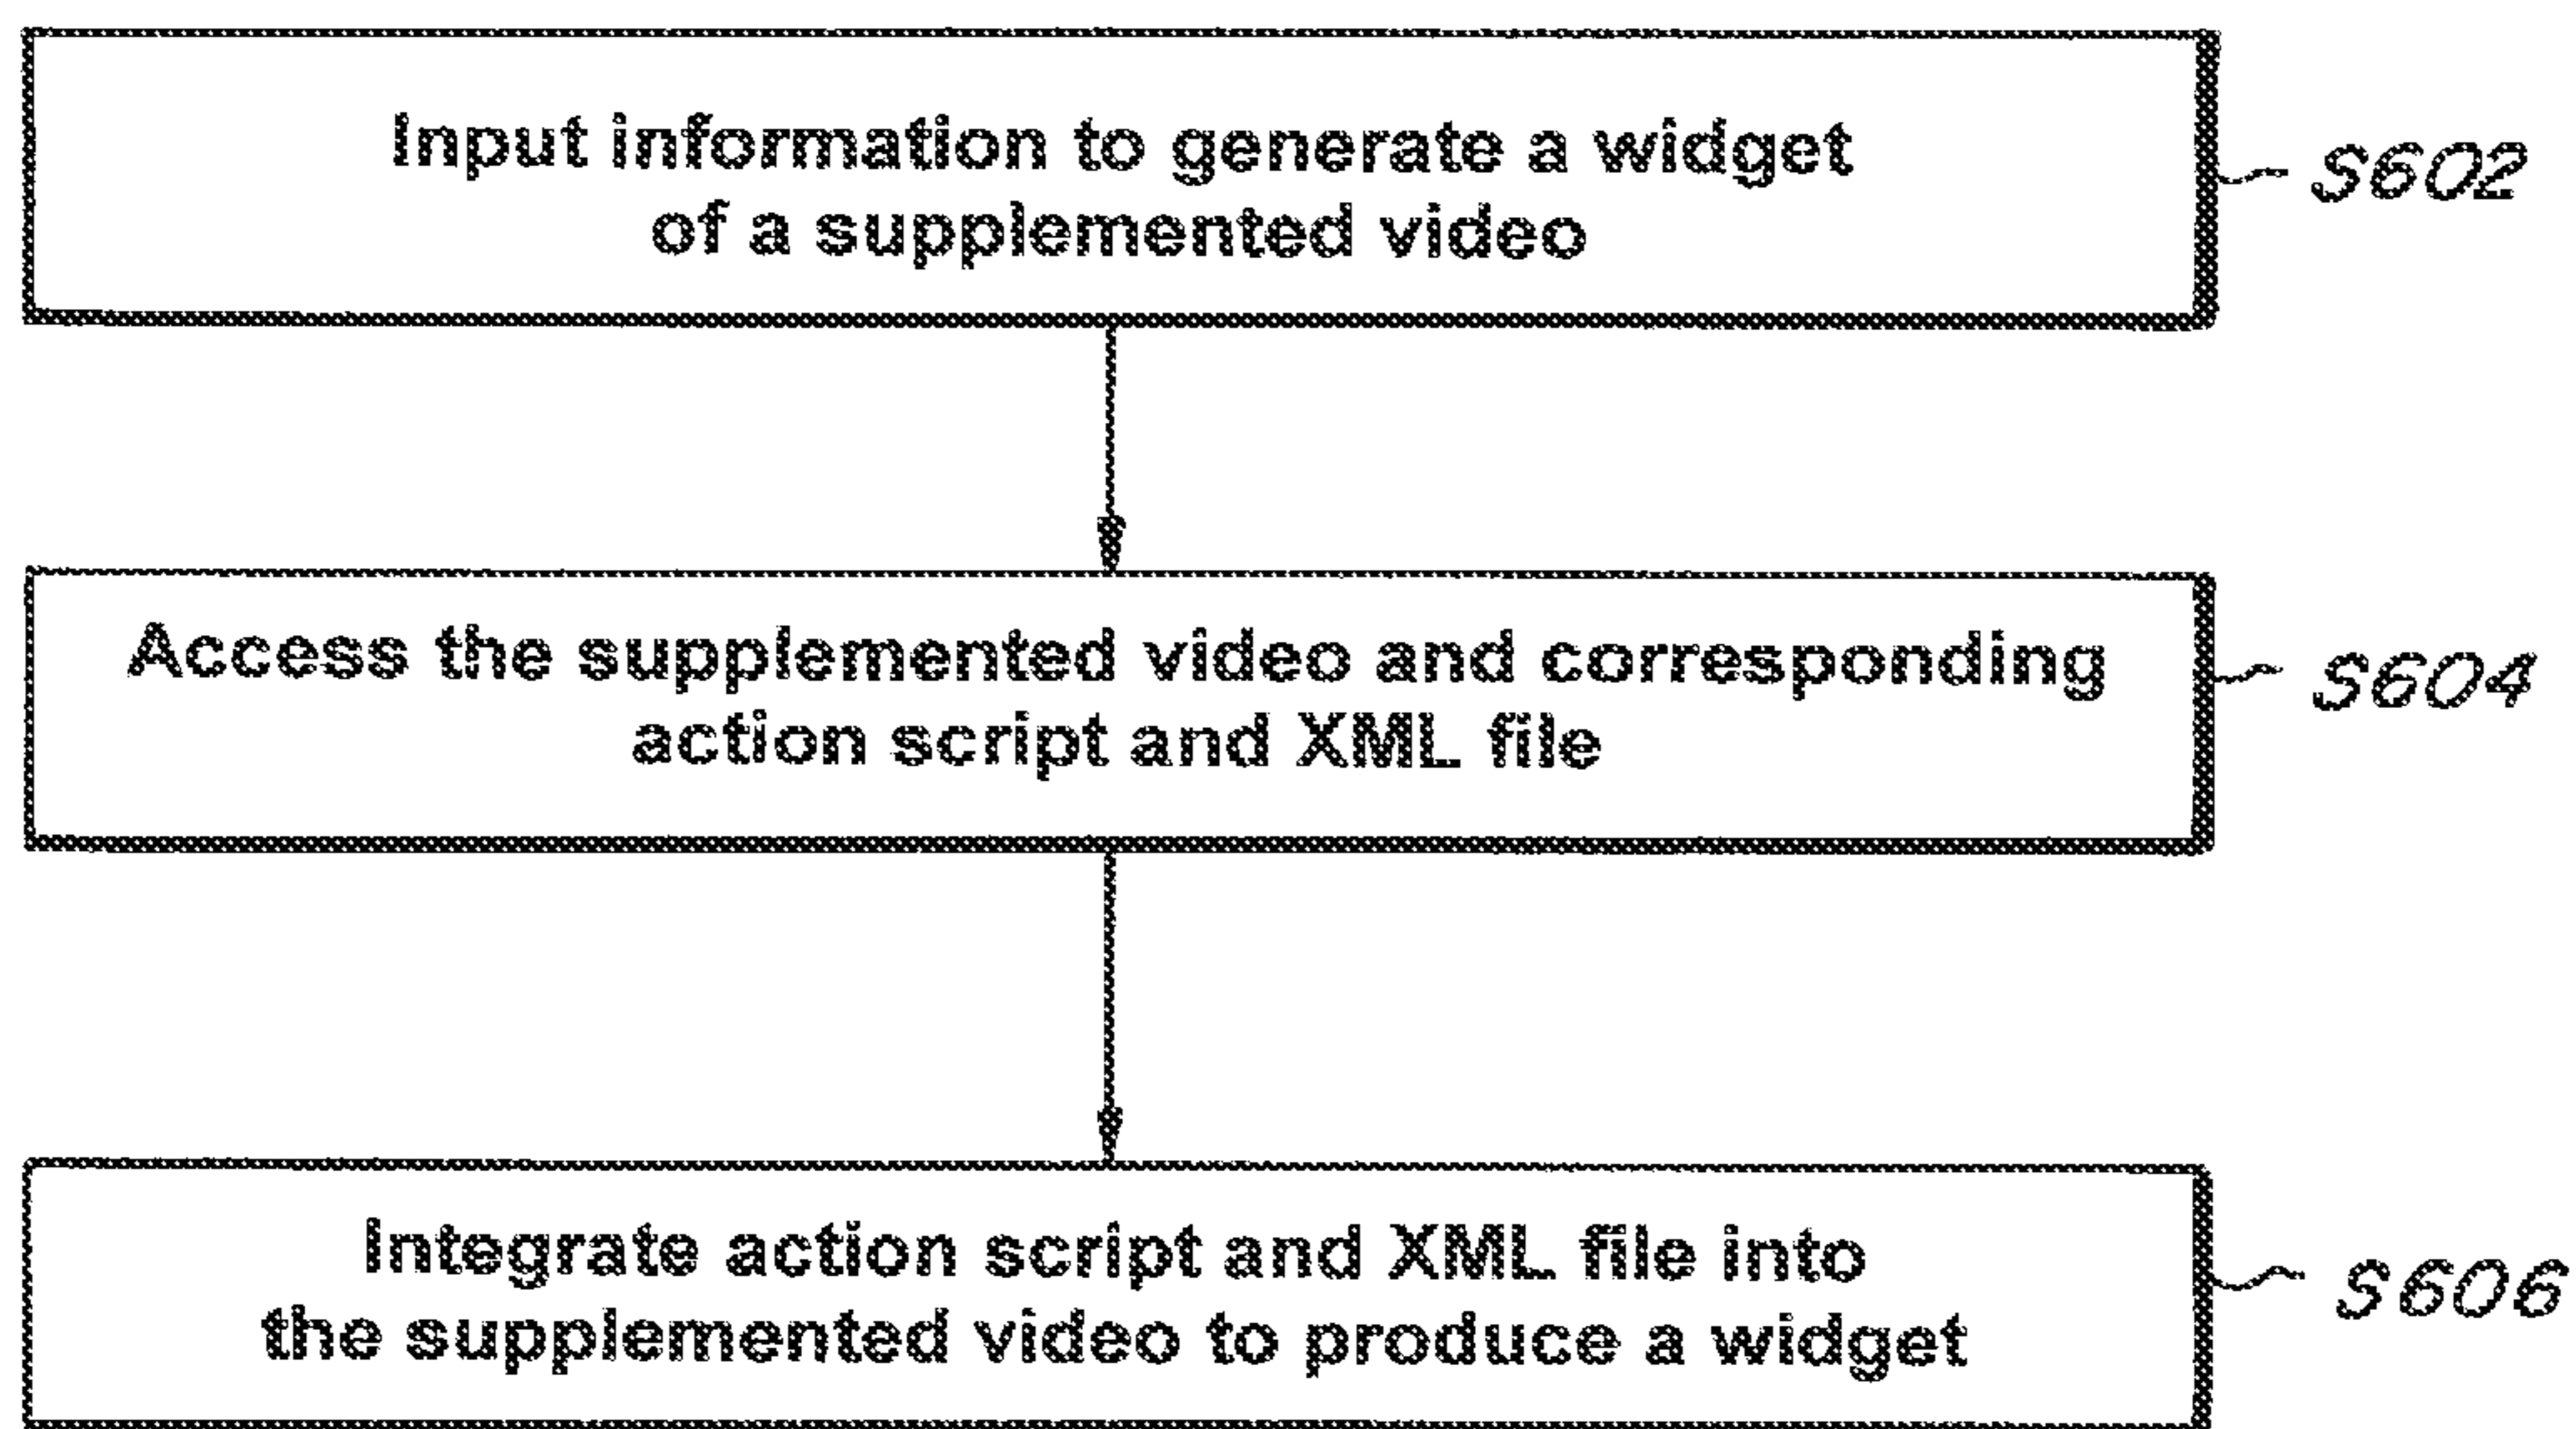 Input information to generate a widget
of a supplemented video
S602
Access the supplemented video and corresponding
action script and XML file
S604
Integrate action script and XML file into
the supplemented video to produce a widget
S606